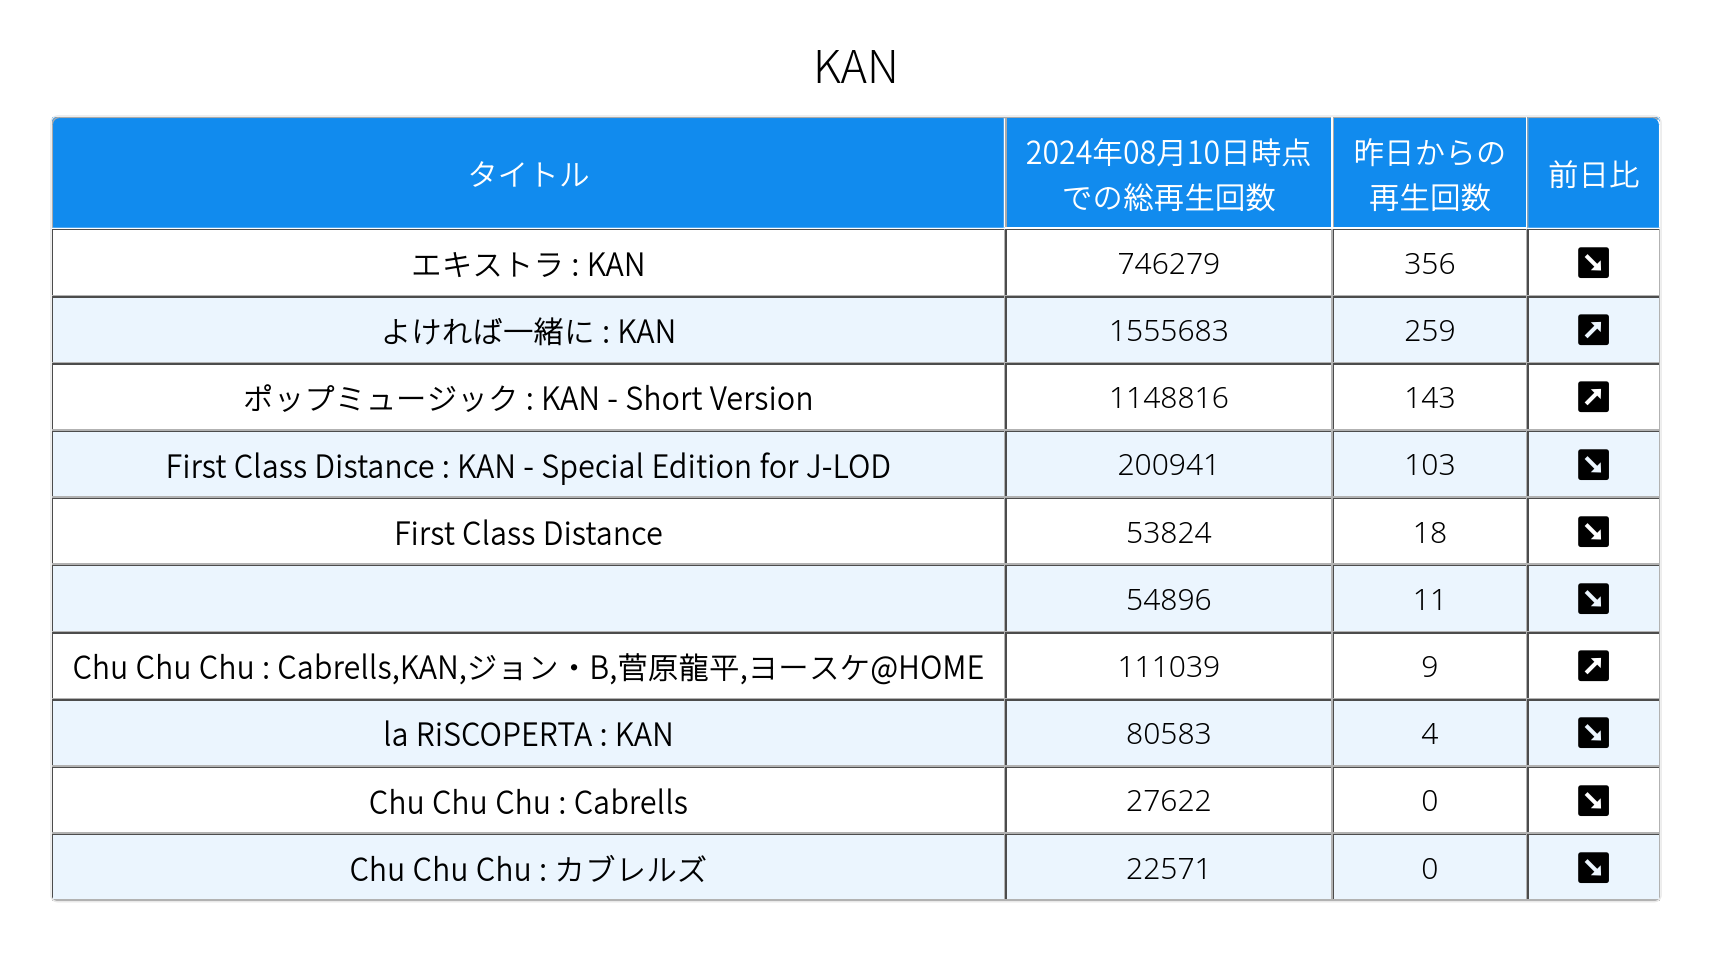 KAN
タイトル
2024年08月10日時点
での総再生回数
昨日からの
再生回数
前日比
エキストラ : KAN 746279 356
よければ一緒に : KAN 1555683 259
ポップミュージック : KAN - Short Version 1148816 143
First Class Distance : KAN - Special Edition for J-LOD 200941 103
First Class Distance 53824 18
54896 11
Chu Chu Chu : Cabrells,KAN,ジョン・B,菅原龍平,ヨースケ@HOME 111039 9
la RiSCOPERTA : KAN 80583 4
Chu Chu Chu : Cabrells 27622 0
Chu Chu Chu : カブレルズ 22571 0